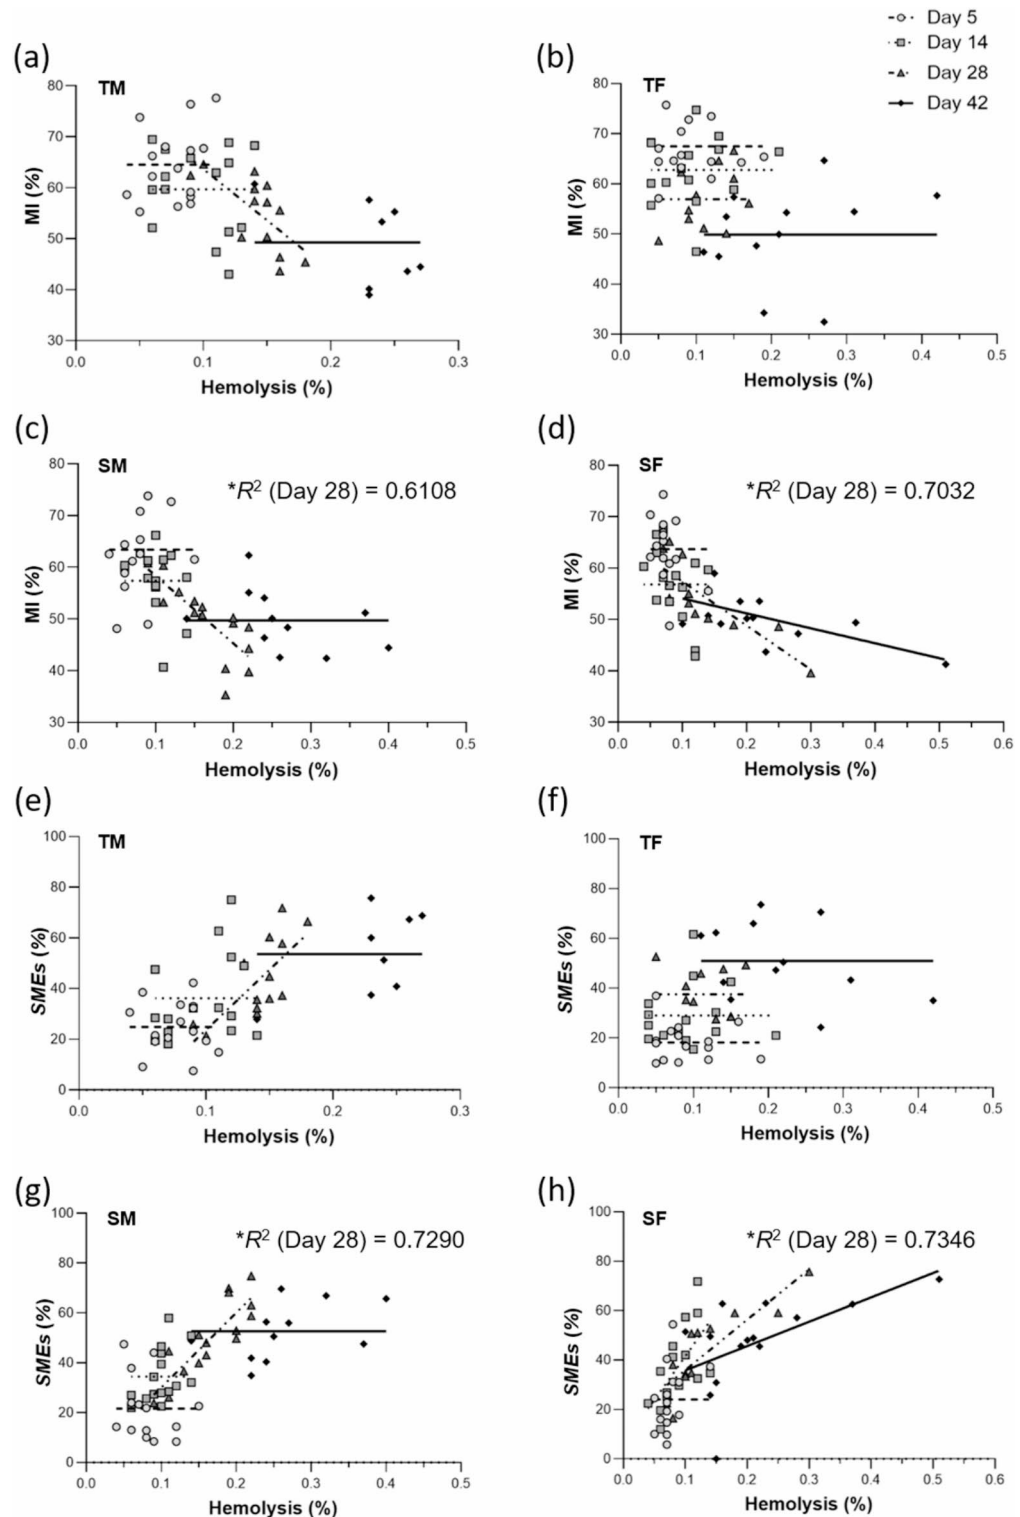 Day 5
Day 14
Day 28
Day 42
(a)
TM
80
70
60
50
40
30
MI (%)
0.0 0.1 0.2 0.3
Hemolysis (%)
(b)
TF
80
70
60
50
40
30
MI (%)
0.0 0.1 0.2 0.3 0.4 0.5
Hemolysis (%)
(c)
SM
*R² (Day 28) = 0.6108
80
70
60
50
40
30
MI (%)
0.0 0.1 0.2 0.3 0.4 0.5
Hemolysis (%)
(d)
SF
*R² (Day 28) = 0.7032
80
70
60
50
40
30
MI (%)
0.0 0.1 0.2 0.3 0.4 0.5 0.6
Hemolysis (%)
(e)
TM
100
80
60
40
20
0
SMEs (%)
0.0 0.1 0.2 0.3
Hemolysis (%)
(f)
TF
100
80
60
40
20
0
SMEs (%)
0.0 0.1 0.2 0.3 0.4 0.5
Hemolysis (%)
(g)
SM
*R² (Day 28) = 0.7290
100
80
60
40
20
0
SMEs (%)
0.0 0.1 0.2 0.3 0.4 0.5
Hemolysis (%)
(h)
SF
*R² (Day 28) = 0.7346
100
80
60
40
20
0
SMEs (%)
0.0 0.1 0.2 0.3 0.4 0.5 0.6
Hemolysis (%)